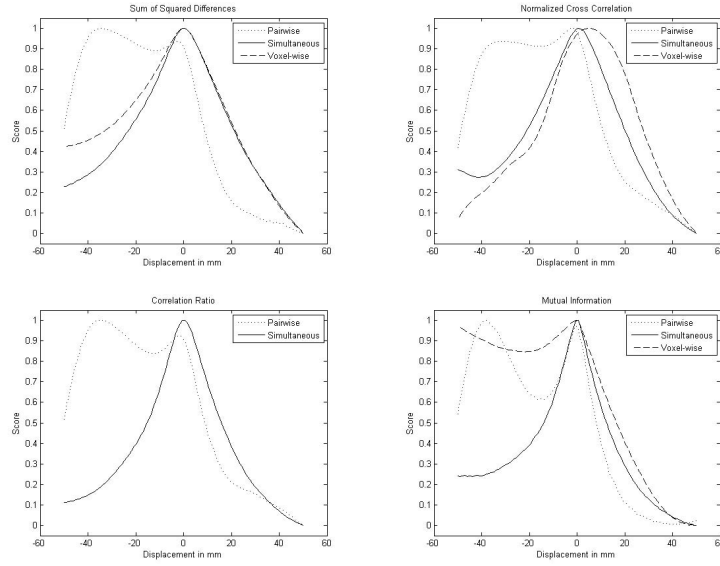 Sum of Squared Differences
Pairwise
Simultaneous
Voxel-wise
Score
1
0.9
0.8
0.7
0.6
0.5
0.4
0.3
0.2
0.1
0
-60 -40 -20 0 20 40 60
Displacement in mm
Normalized Cross Correlation
Pairwise
Simultaneous
Voxel-wise
Score
1
0.9
0.8
0.7
0.6
0.5
0.4
0.3
0.2
0.1
0
-60 -40 -20 0 20 40 60
Displacement in mm
Correlation Ratio
Pairwise
Simultaneous
Score
1
0.9
0.8
0.7
0.6
0.5
0.4
0.3
0.2
0.1
0
-60 -40 -20 0 20 40 60
Displacement in mm
Mutual Information
Pairwise
Simultaneous
Voxel-wise
Score
1
0.9
0.8
0.7
0.6
0.5
0.4
0.3
0.2
0.1
0
-60 -40 -20 0 20 40 60
Displacement in mm